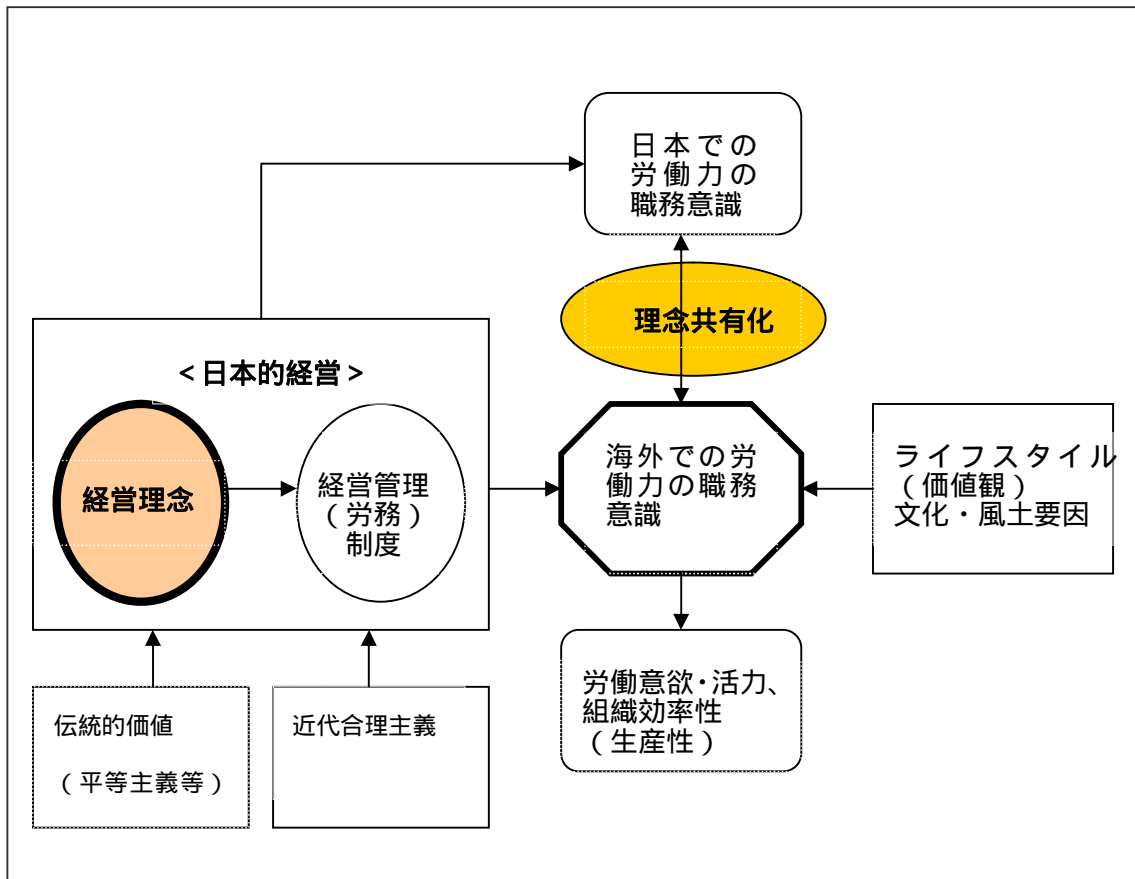 日本での
労働力の
職務意識
理念共有化
<日本的経営>
経営理念
経営管理
(労務)
制度
海外での労
働力の職務
意識
ライフスタイル
(価値観)
文化・風土要因
労働意欲・活力、
組織効率性
(生産性)
伝統的価値
(平等主義等)
近代合理主義